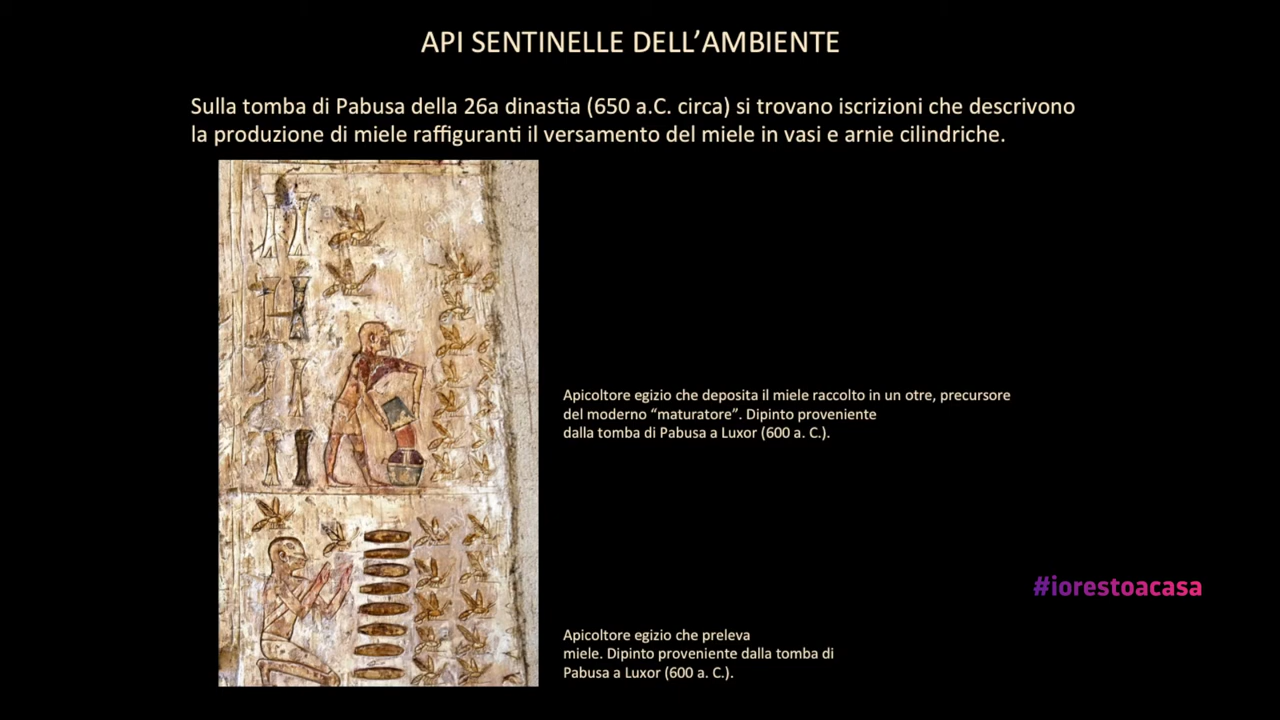 API SENTINELLE DELL’AMBIENTE
Sulla tomba di Pabusa della 26a dinastia (650 a.C. circa) si trovano iscrizioni che descrivono
la produzione di miele raffiguranti il versamento del miele in vasi e arnie cilindriche.
Apicoltore egizio che deposita il miele raccolto in un otre, precursore
del moderno “maturatore”. Dipinto proveniente
dalla tomba di Pabusa a Luxor (600 a. C.).
#iorestoacasa
Apicoltore egizio che preleva
miele. Dipinto proveniente dalla tomba di
Pabusa a Luxor (600 a. C.).